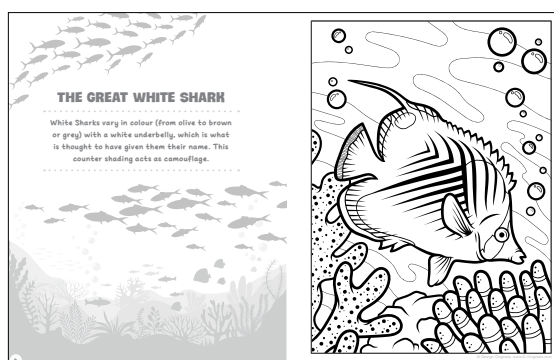 THE GREAT WHITE SHARK
White Sharks vary in colour (from olive to brown
or grey) with a white underbelly, which is what
is thought to have given them their name. This
counter shading acts as camouflage.